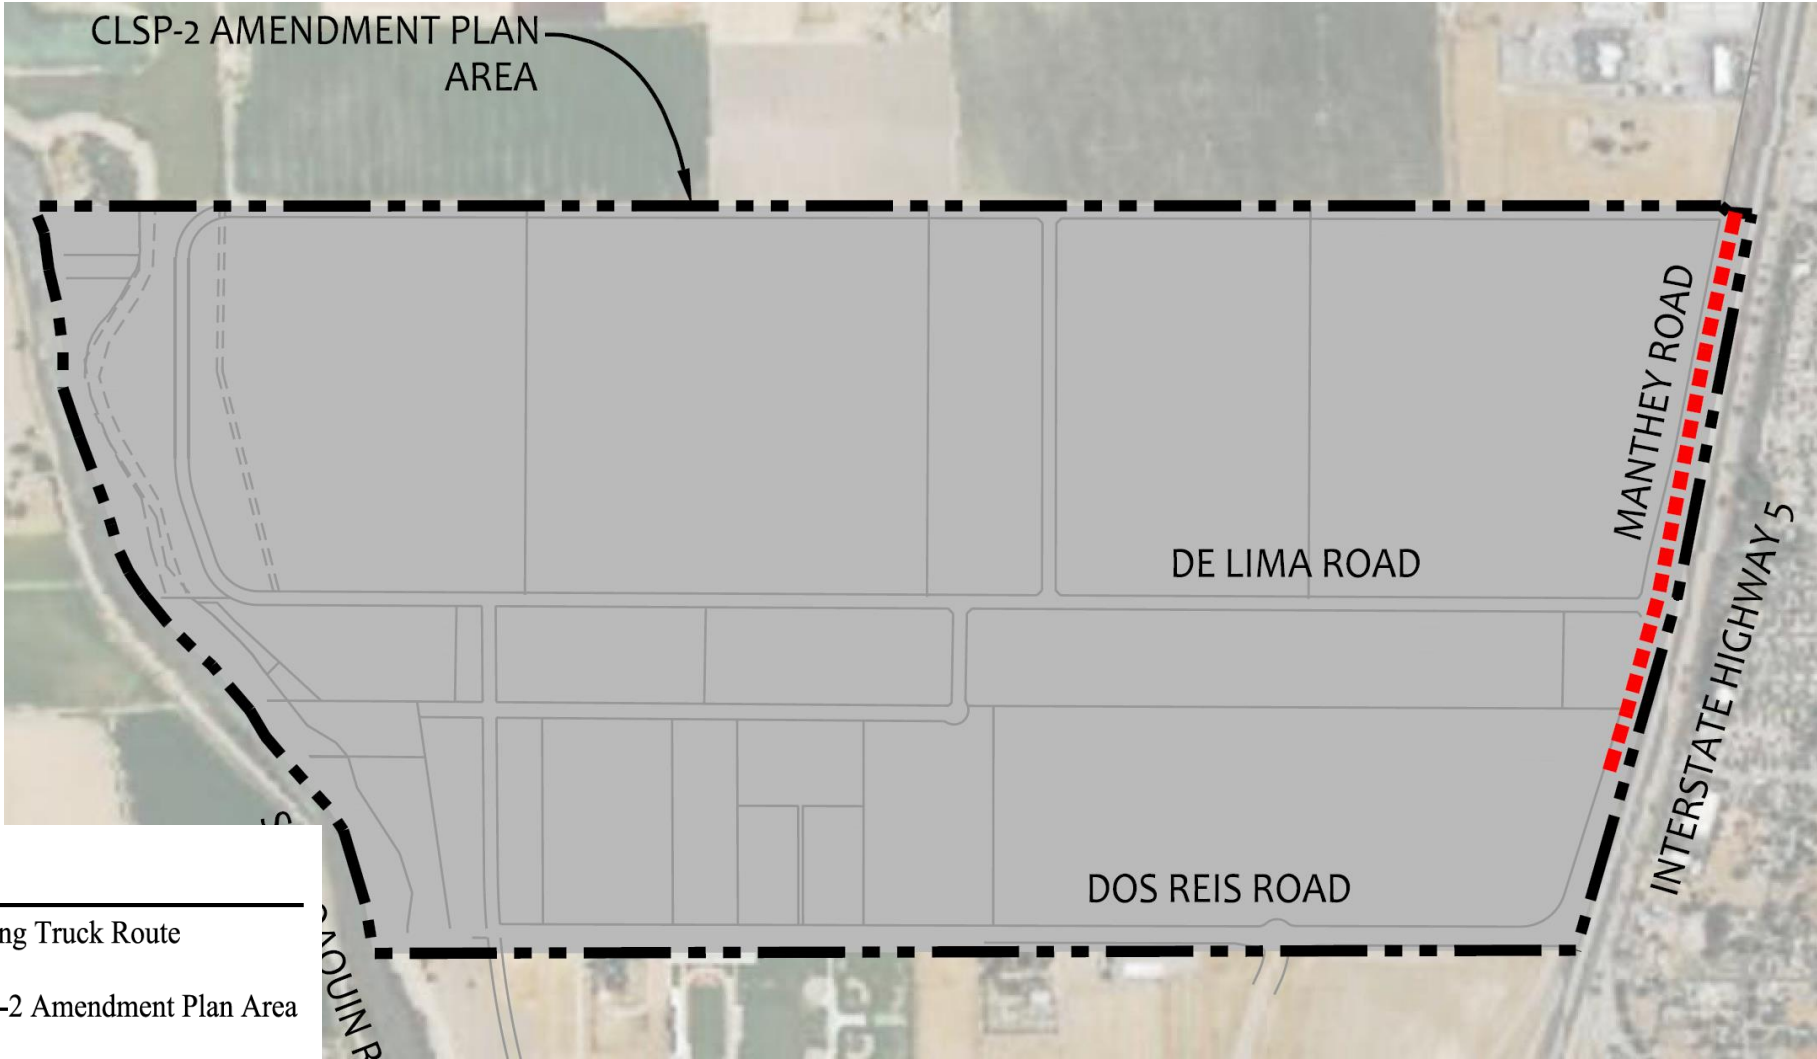 CLSP-2 AMENDMENT PLAN
AREA
MANTHEY ROAD
DE LIMA ROAD
INTERSTATE HIGHWAY 5
DOS REIS ROAD
ng Truck Route
-2 Amendment Plan Area
AQUIN R